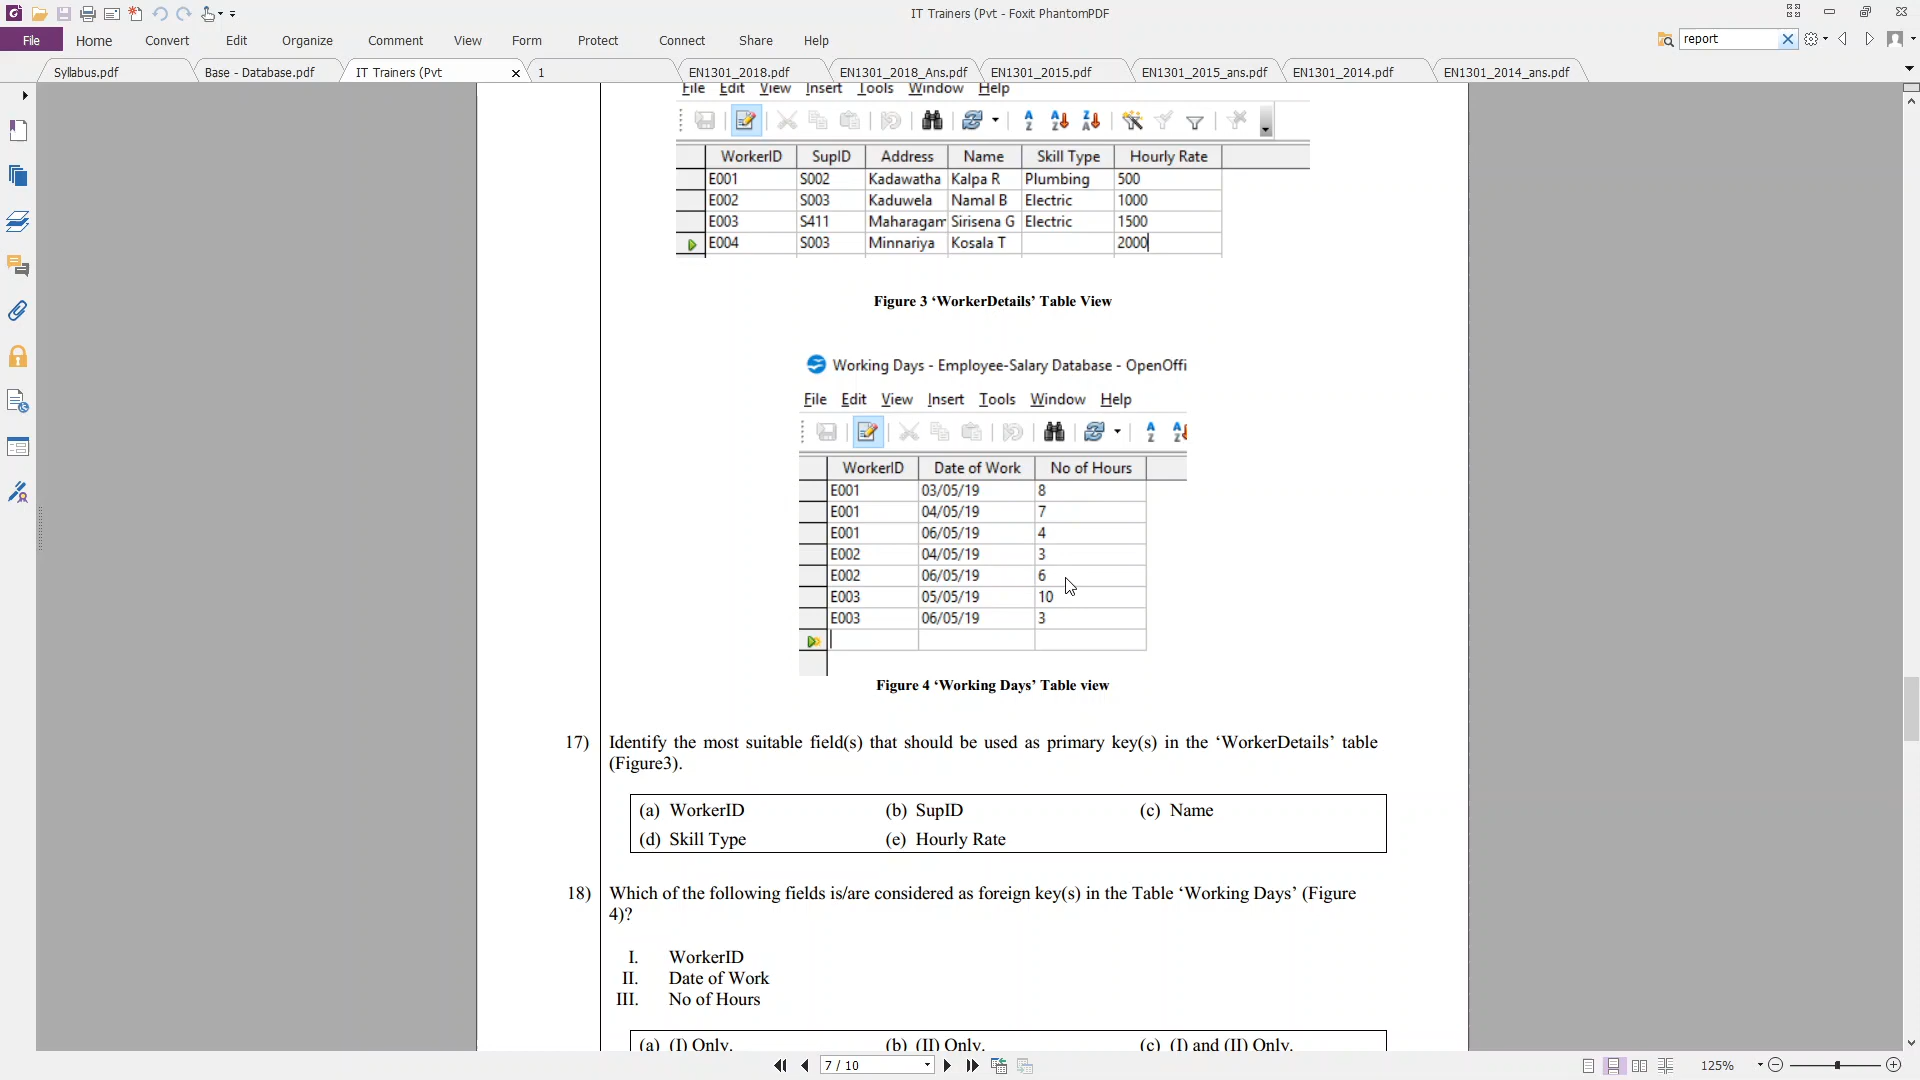 IT Trainers (Pvt - Foxit PhantomPDF
File Home Convert Edit Organize Comment View Form Protect Connect Share Help report
Syllabus.pdf Base - Database.pdf IT Trainers (Pvt 1 EN1301_2018.pdf EN1301_2018_Ans.pdf EN1301_2015.pdf EN1301_2015_ans.pdf EN1301_2014.pdf EN1301_2014_ans.pdf
File Edit View Insert Tools Window Help
WorkerID SupID Address Name Skill Type Hourly Rate
E001 S002 Kadawatha Kalpa R Plumbing 500
E002 S003 Kaduwela Namal B Electric 1000
E003 S411 Maharagam Sirisena G Electric 1500
E004 S003 Minnariya Kosala T 2000
Figure 3 ‘WorkerDetails’ Table View
Working Days - Employee-Salary Database - OpenOffi
File Edit View Insert Tools Window Help
WorkerID Date of Work No of Hours
E001 03/05/19 8
E001 04/05/19 7
E001 06/05/19 4
E002 04/05/19 3
E002 06/05/19 6
E003 05/05/19 10
E003 06/05/19 3
Figure 4 ‘Working Days’ Table view
17) Identify the most suitable field(s) that should be used as primary key(s) in the ‘WorkerDetails’ table
(Figure3).
(a) WorkerID (b) SupID (c) Name
(d) Skill Type (e) Hourly Rate
18) Which of the following fields is/are considered as foreign key(s) in the Table ‘Working Days’ (Figure
4)?
I. WorkerID
II. Date of Work
III. No of Hours
(a) (I) Only. (b) (II) Only. (c) (I) and (II) Only.
7 / 10 125%